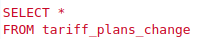 SELECT *
FROM tariff_plans_change